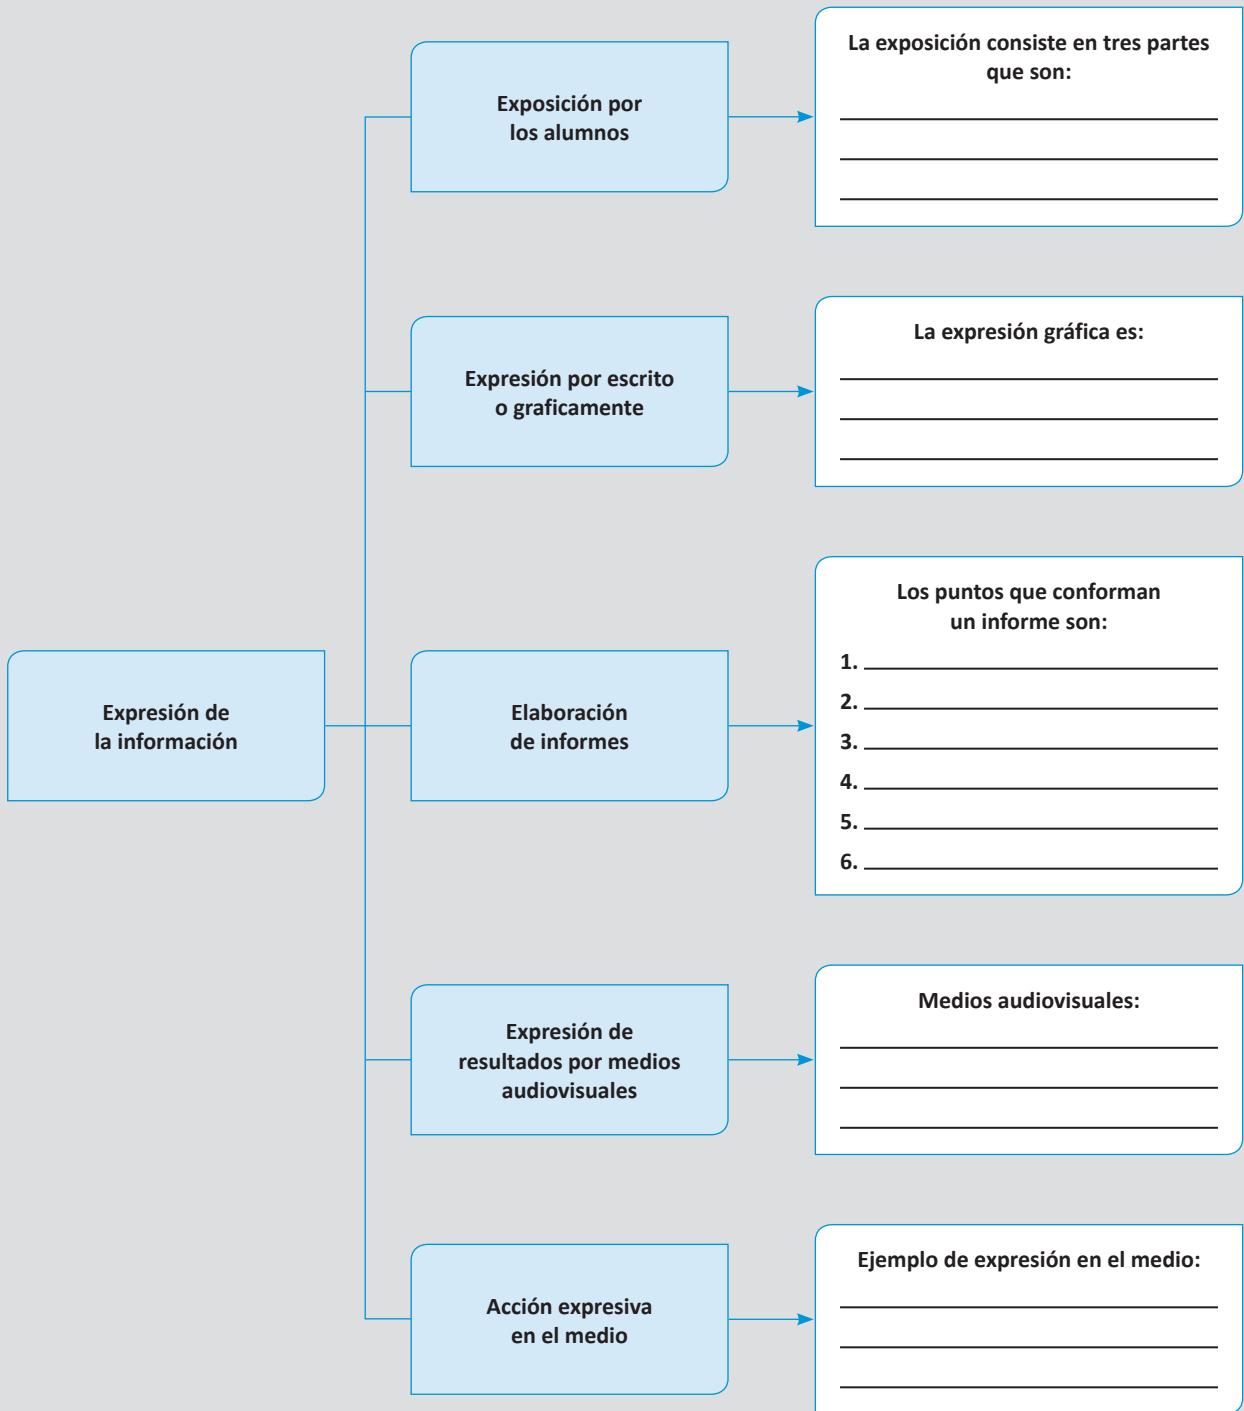 Expresión de
la información
Exposición por
los alumnos
La exposición consiste en tres partes
que son:
Expresión por escrito
o graficamente
La expresión gráfica es:
Elaboración
de informes
Los puntos que conforman
un informe son:
1.
2.
3.
4.
5.
6.
Expresión de
resultados por medios
audiovisuales
Medios audiovisuales:
Acción expresiva
en el medio
Ejemplo de expresión en el medio: